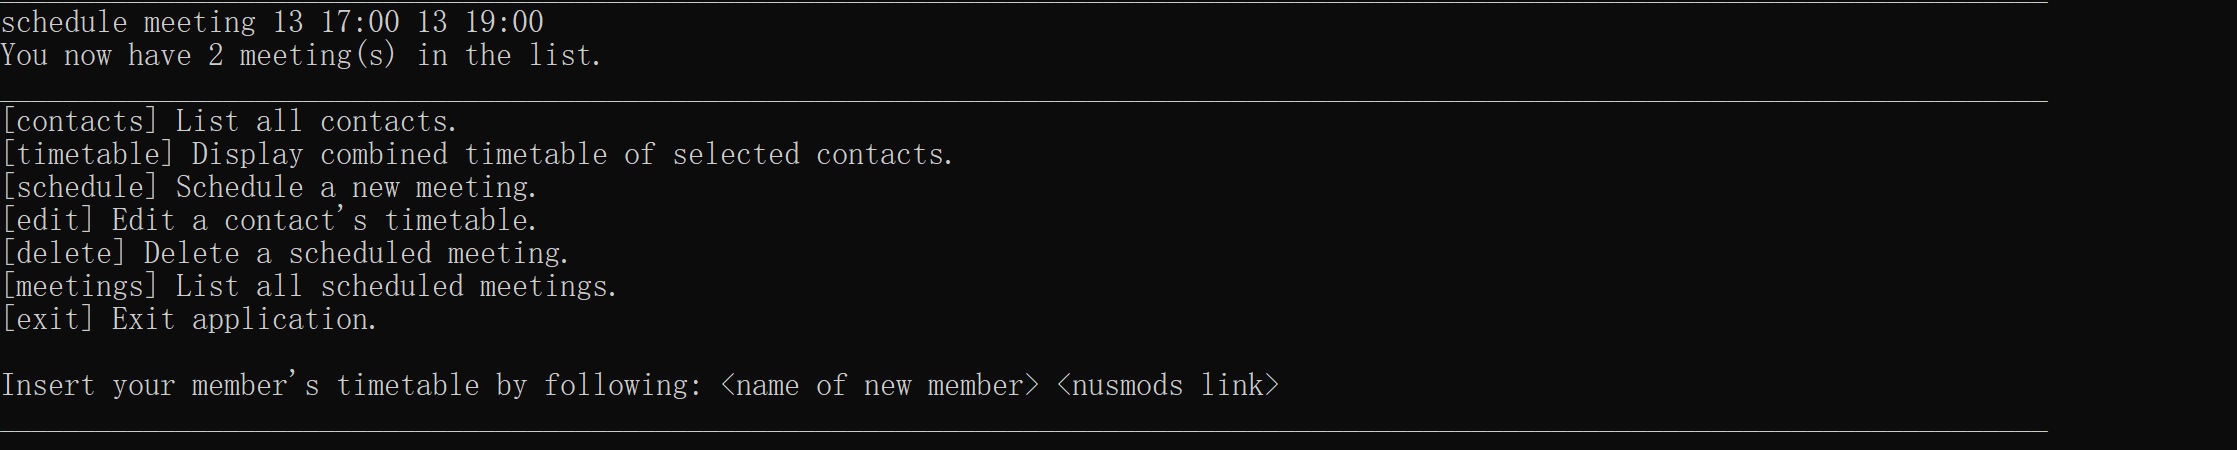 schedule meeting 13 17:00 13 19:00
You now have 2 meeting(s) in the list.
[contacts] List all contacts.
[timetable] Display combined timetable of selected contacts.
[schedule] Schedule a new meeting.
[edit] Edit a contact's timetable.
[delete] Delete a scheduled meeting.
[meetings] List all scheduled meetings.
[exit] Exit application.
Insert your member's timetable by following: <name of new member> <nusmods link>